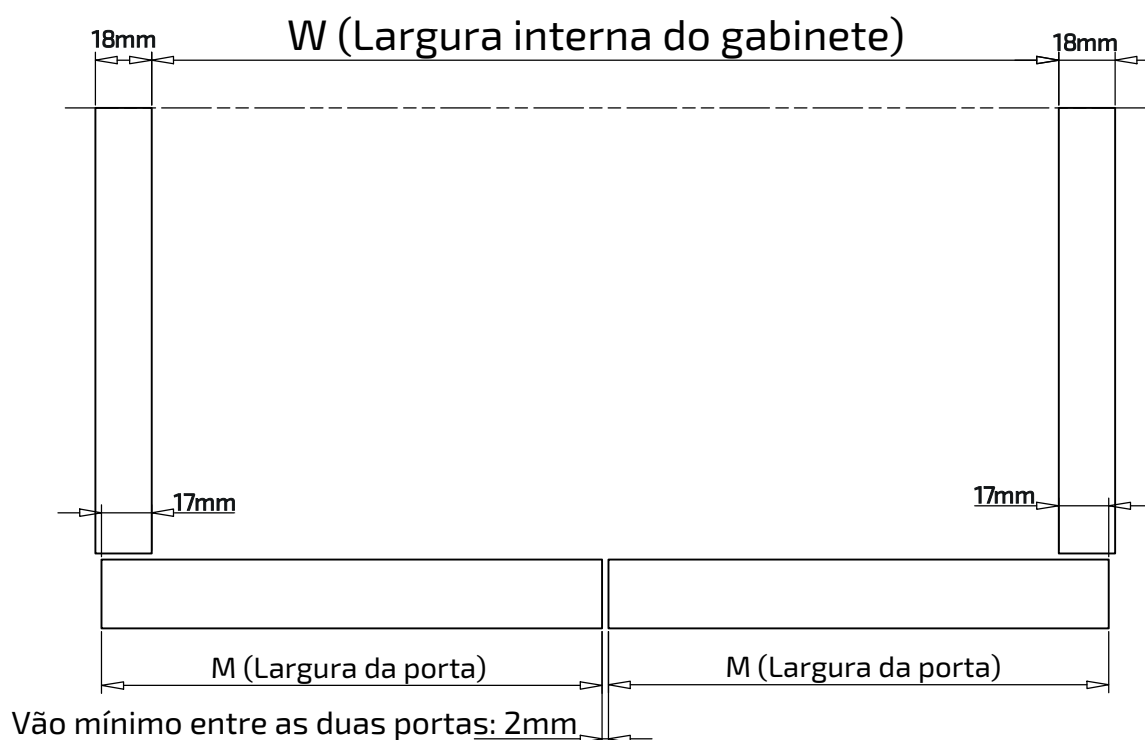 18mm
W (Largura interna do gabinete)
18mm
17mm
17mm
M (Largura da porta)
M (Largura da porta)
Vão mínimo entre as duas portas: 2mm